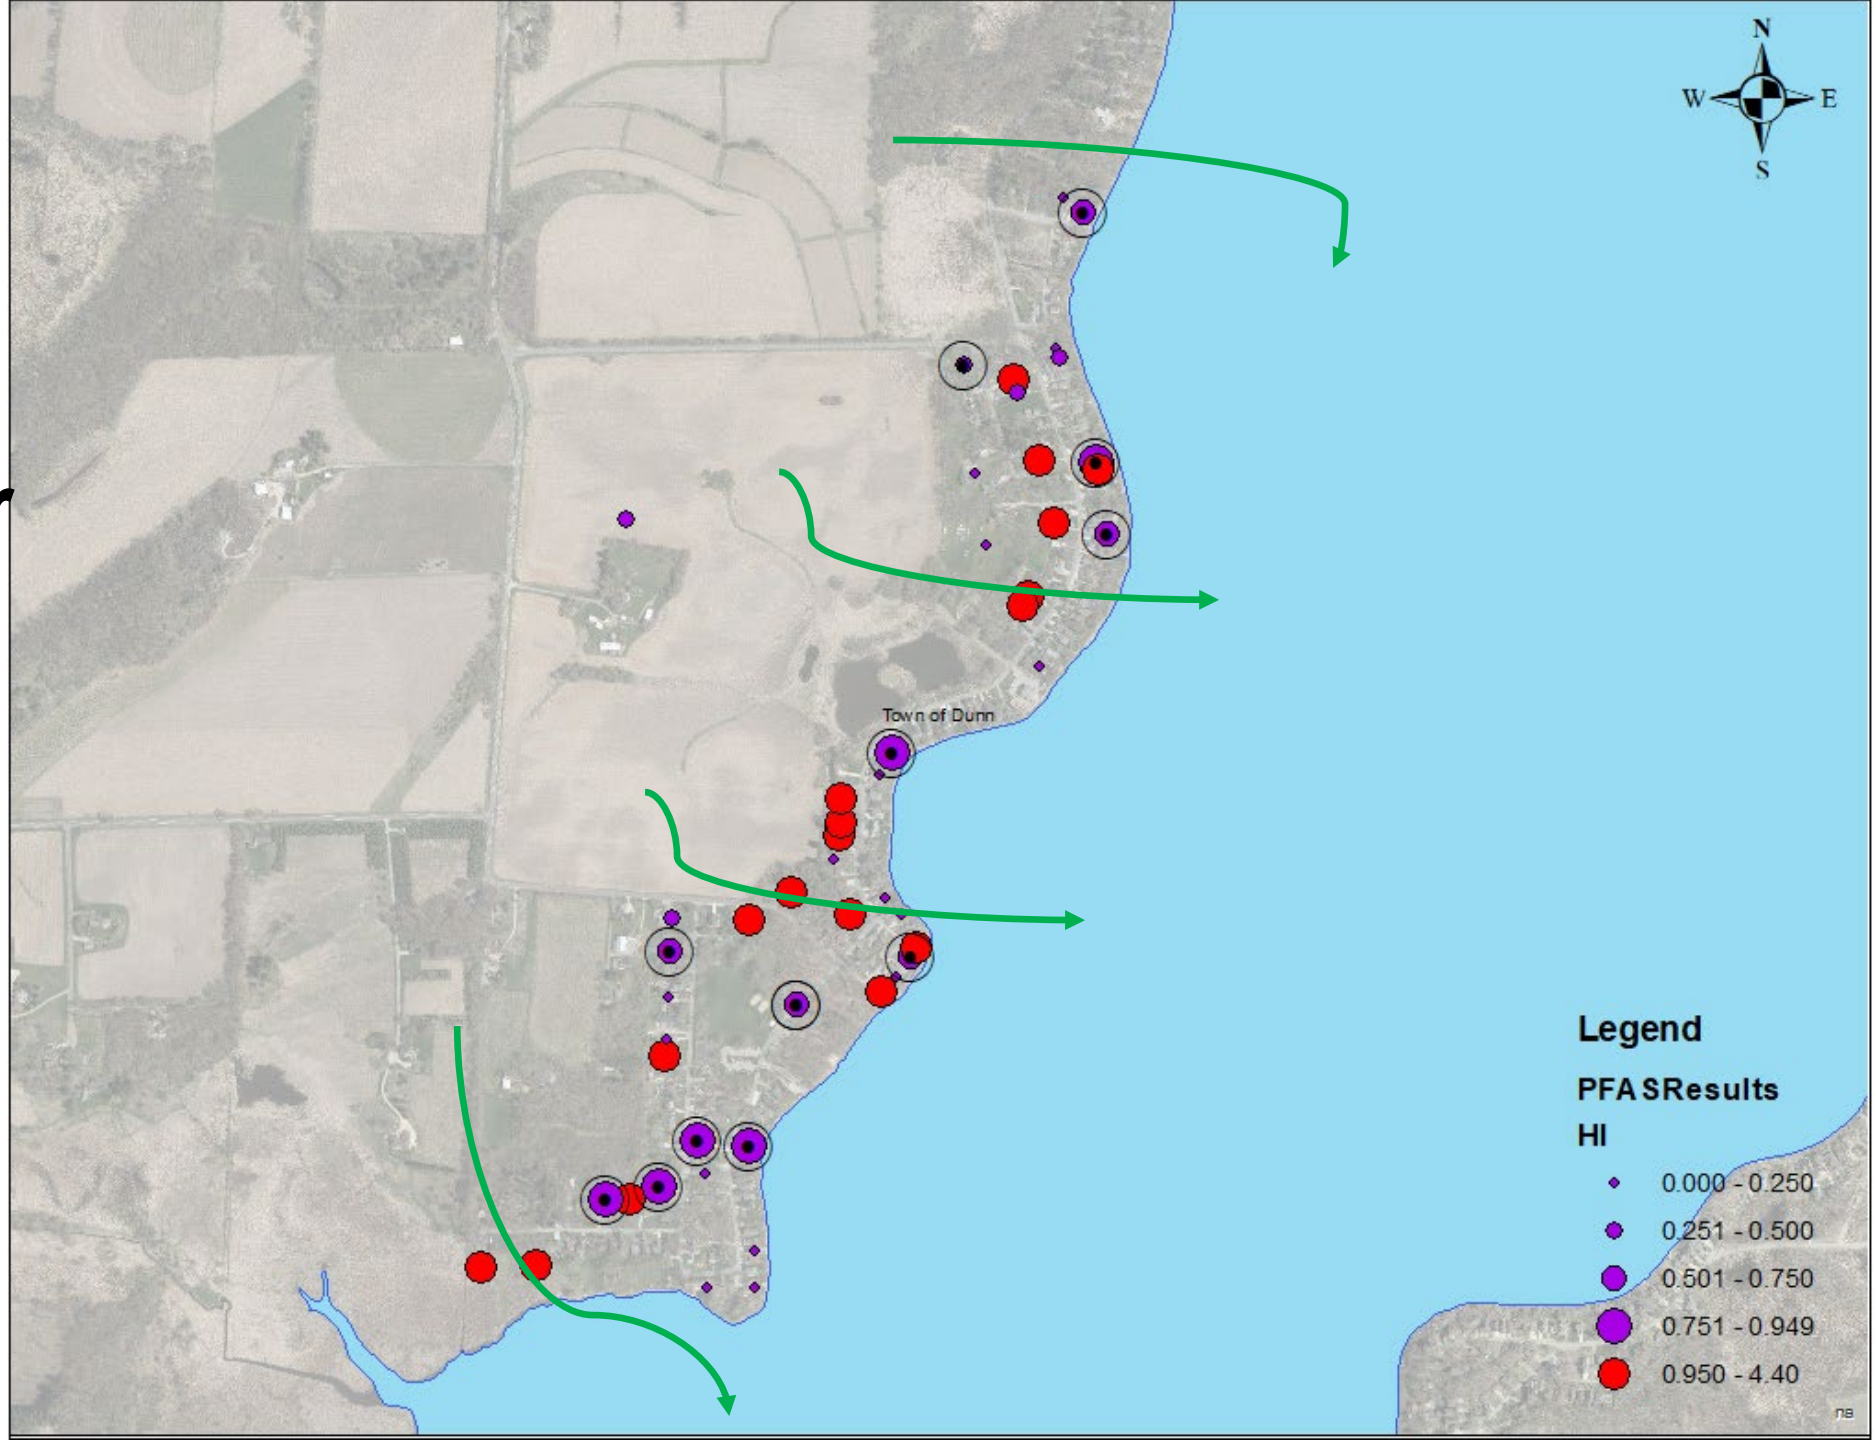 N
W E
S
Town of Dunn
Legend
PFASResults
HI
0.000 - 0.250
0.251 - 0.500
0.501 - 0.750
0.751 - 0.949
0.950 - 4.40